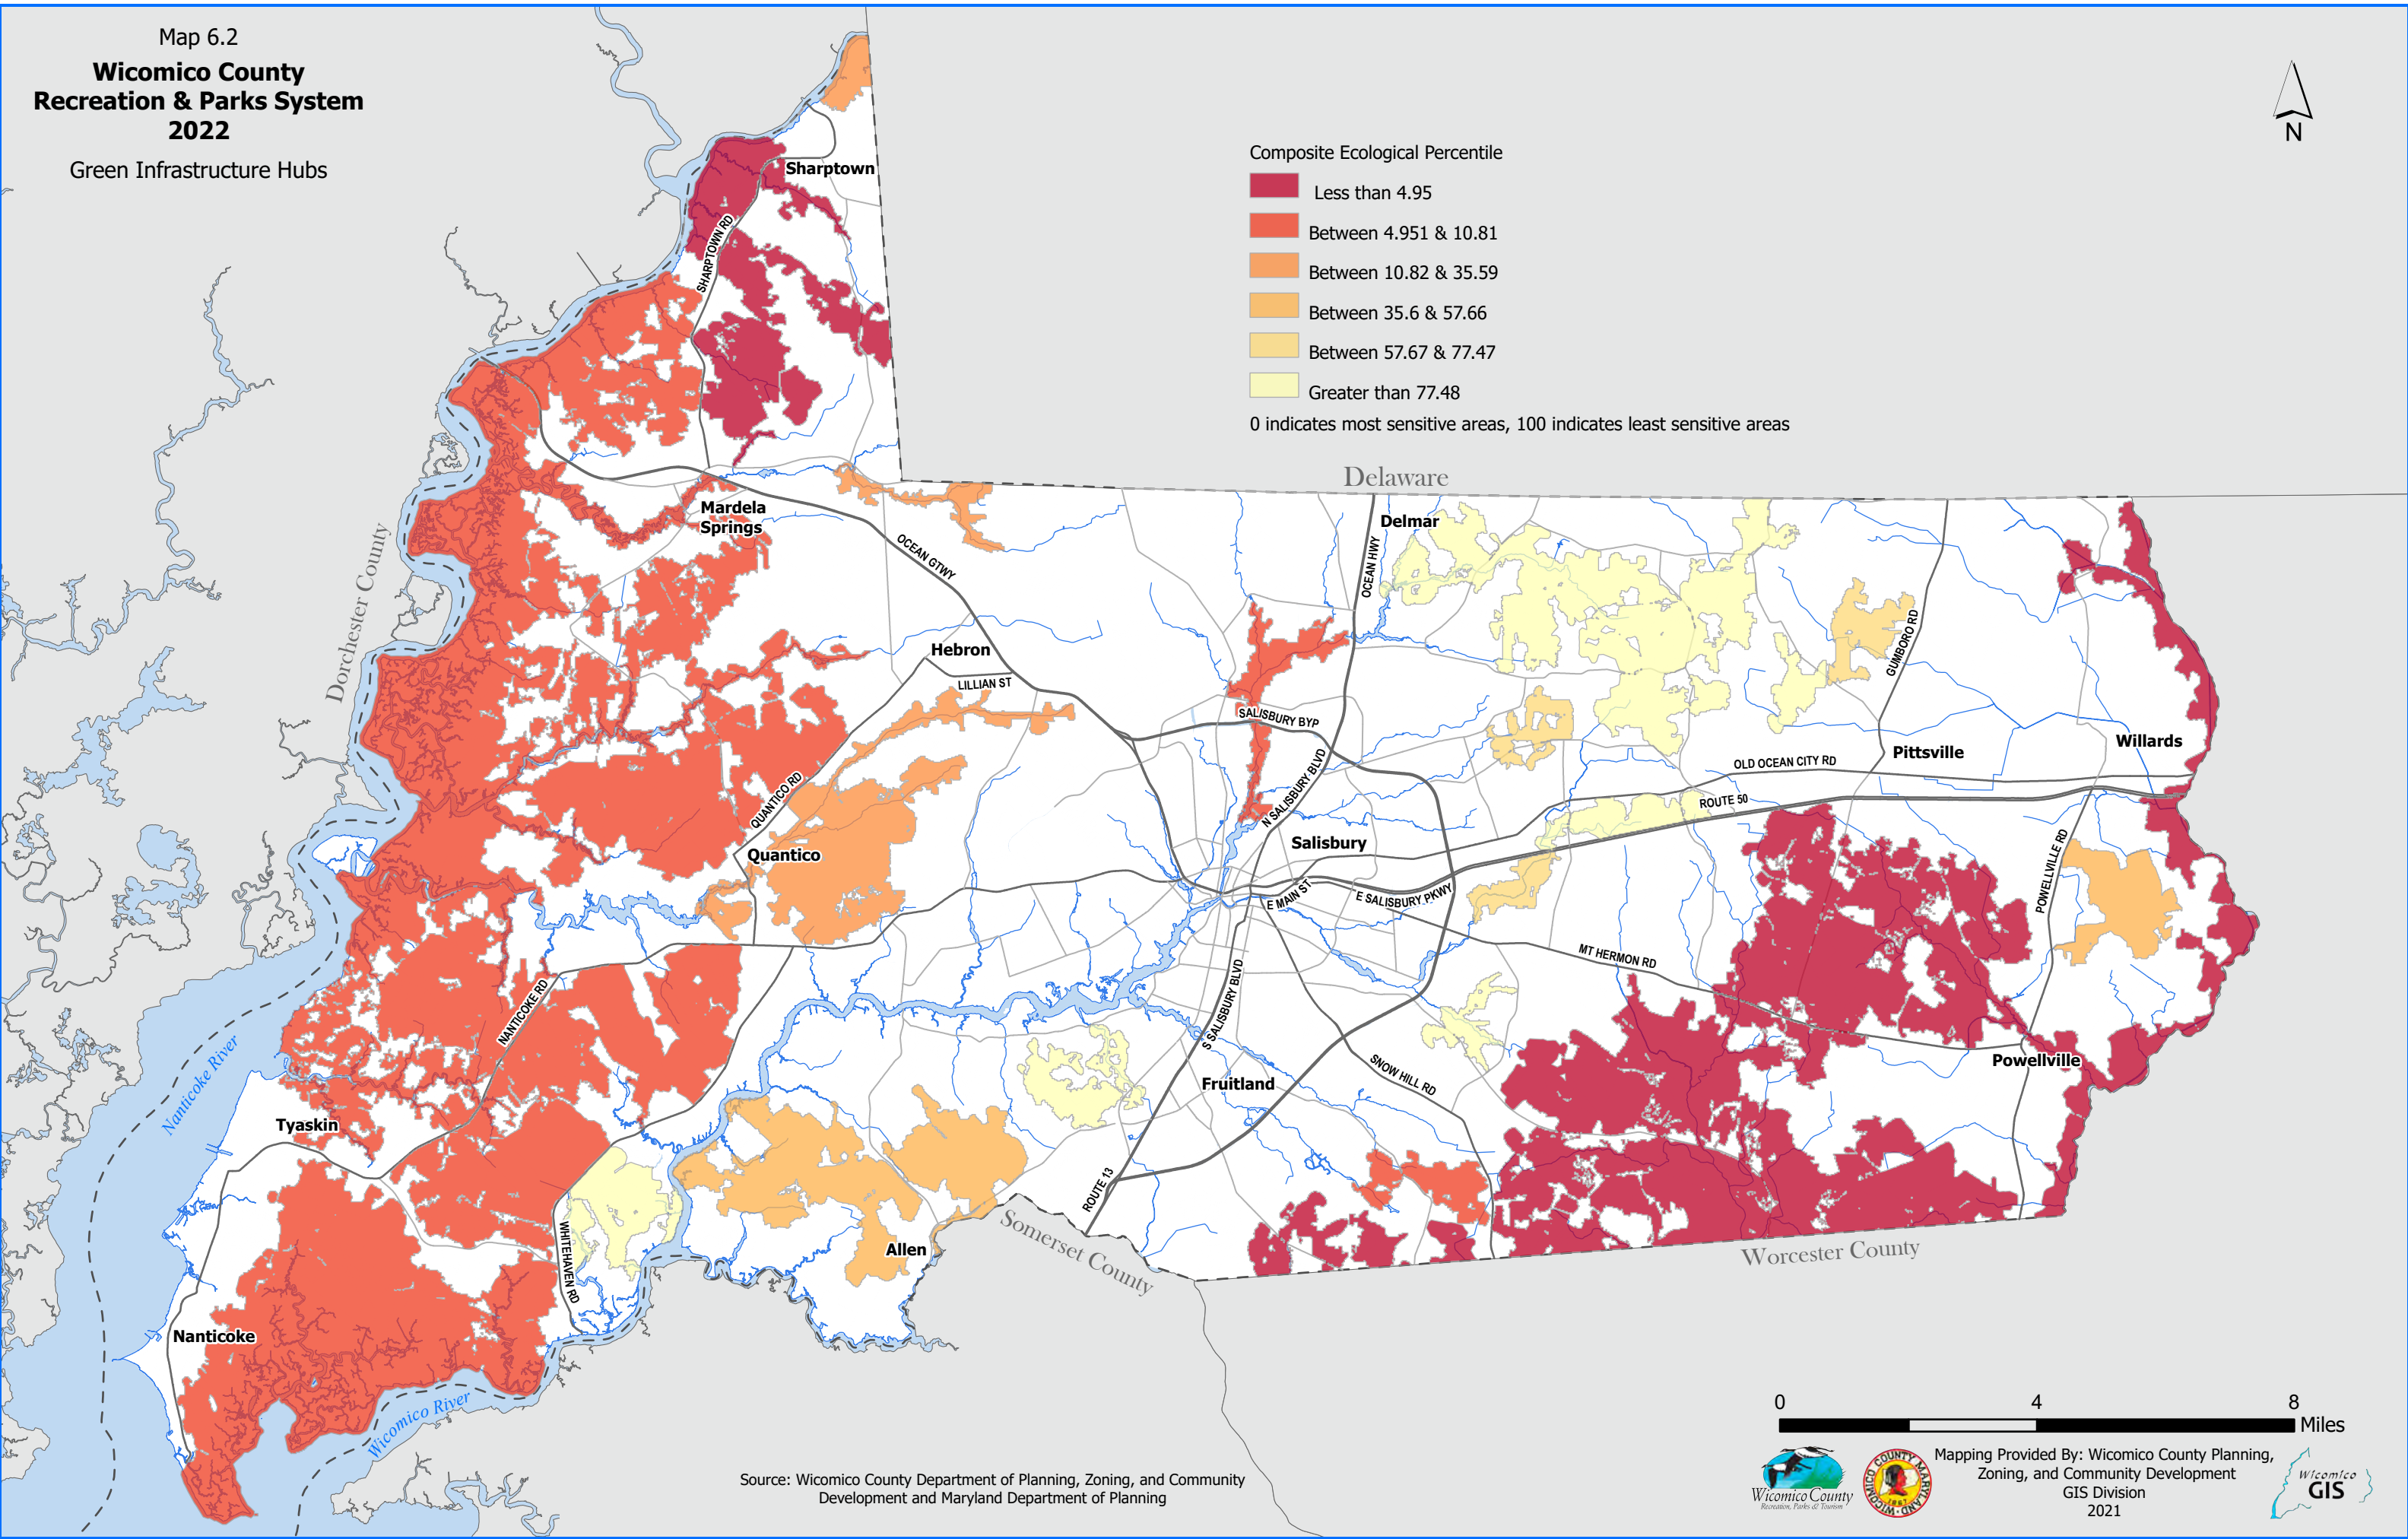 Map 6.2
Wicomico County
Recreation & Parks System
2022
Green Infrastructure Hubs
N
Composite Ecological Percentile
Less than 4.95
Between 4.951 & 10.81
Between 10.82 & 35.59
Between 35.6 & 57.66
Between 57.67 & 77.47
Greater than 77.48
0 indicates most sensitive areas, 100 indicates least sensitive areas
Sharptown
SHARPTOWN RD
Delaware
Mardela
Springs
Delmar
OCEAN GTWY
OCEAN HWY
Dorchester County
Hebron
LILLIAN ST
GUMBORO RD
SALISBURY BYP
Willards
Pittsville
OLD OCEAN CITY RD
QUANTICO RD
N SALISBURY BLVD
ROUTE 50
Salisbury
Quantico
POWELLVILLE RD
E MAIN ST
E SALISBURY PKWY
MT HERMON RD
NANTICOKE RD
S SALISBURY BLVD
Nanticoke River
Powellville
SNOW HILL RD
Fruitland
Tyaskin
ROUTE 13
WHITEHAVEN RD
Allen
Somerset County
Worcester County
Nanticoke
Wicomico River
0 4 8
Miles
Source: Wicomico County Department of Planning, Zoning, and Community
Development and Maryland Department of Planning
Wicomico County
Recreation, Parks & Tourism
WICOMICO COUNTY MARYLAND
1867
Mapping Provided By: Wicomico County Planning,
Zoning, and Community Development
GIS Division
2021
Wicomico
GIS